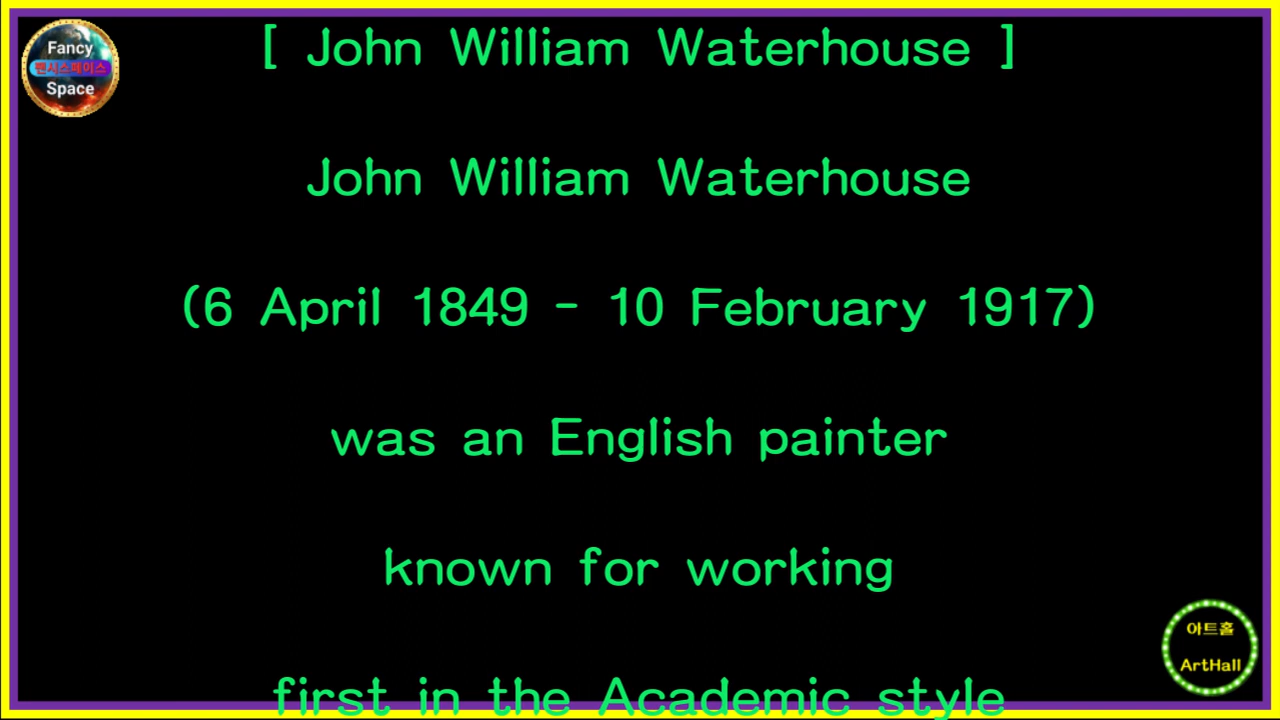 Fancy
팬시스페이스
Space
[ John William Waterhouse ]
John William Waterhouse
(6 April 1849 - 10 February 1917)
was an English painter
known for working
first in the Academic style
아트홀
ArtHall